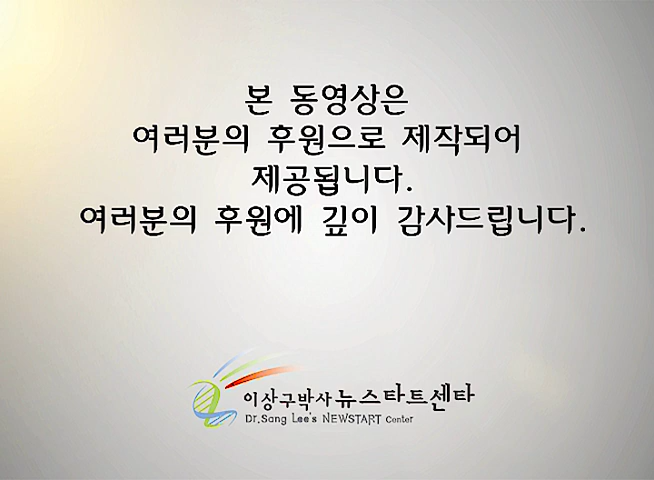 본 동영상은
여러분의 후원으로 제작되어
제공됩니다.
여러분의 후원에 깊이 감사드립니다.
이상구박사 뉴스타트센타
Dr.Sang Lee's NEWSTART Center